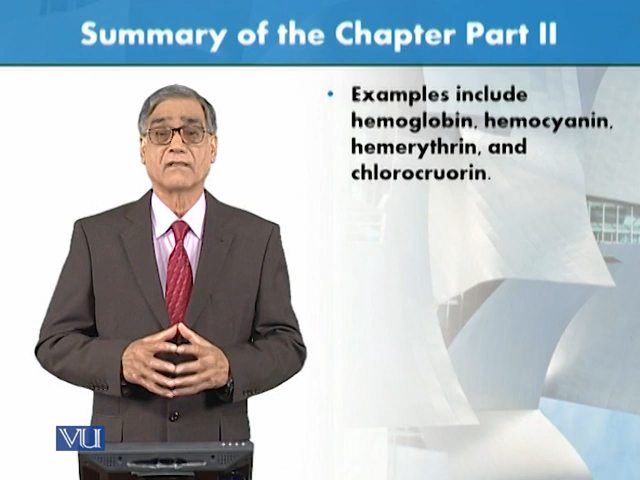 Summary of the Chapter Part II
• Examples include
hemoglobin, hemocyanin,
hemerythrin, and
chlorocruorin.
VU